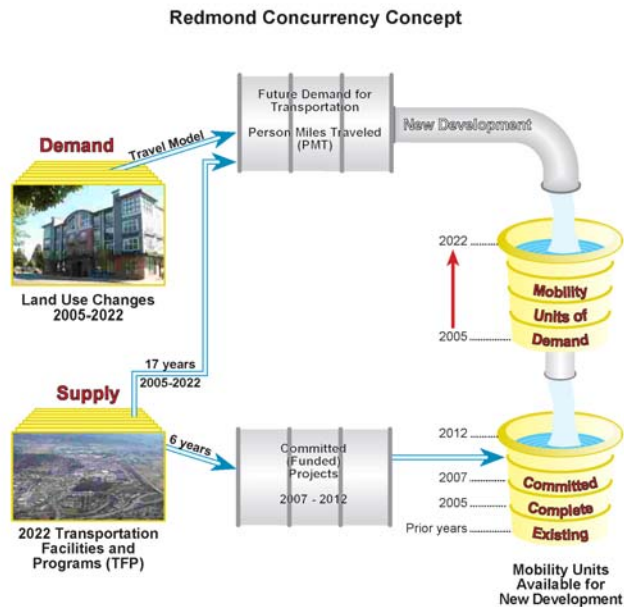 Redmond Concurrency Concept
Future Demand for
Transportation
Person Miles Traveled
(PMT)
New Development
Demand
Travel Model
Land Use Changes
2005-2022
2022
Mobility
Units of
2005
Demand
17 years
2005-2022
Supply
6 years
2022 Transportation
Facilities and
Programs (TFP)
Committed
(Funded)
Projects
2007 - 2012
2012
2007
Committed
2005
Complete
Prior years
Existing
Mobility Units
Available for
New Development